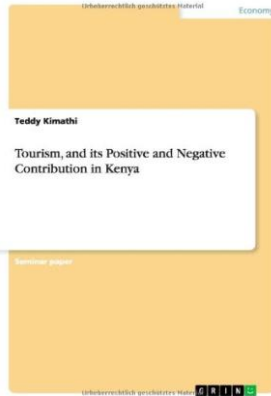 Urheberrechtlich geschütztes Material
Economy
Teddy Kimathi
Tourism, and its Positive and Negative
Contribution in Kenya
Seminar paper
GRIN
Urheberrechtlich geschütztes Material